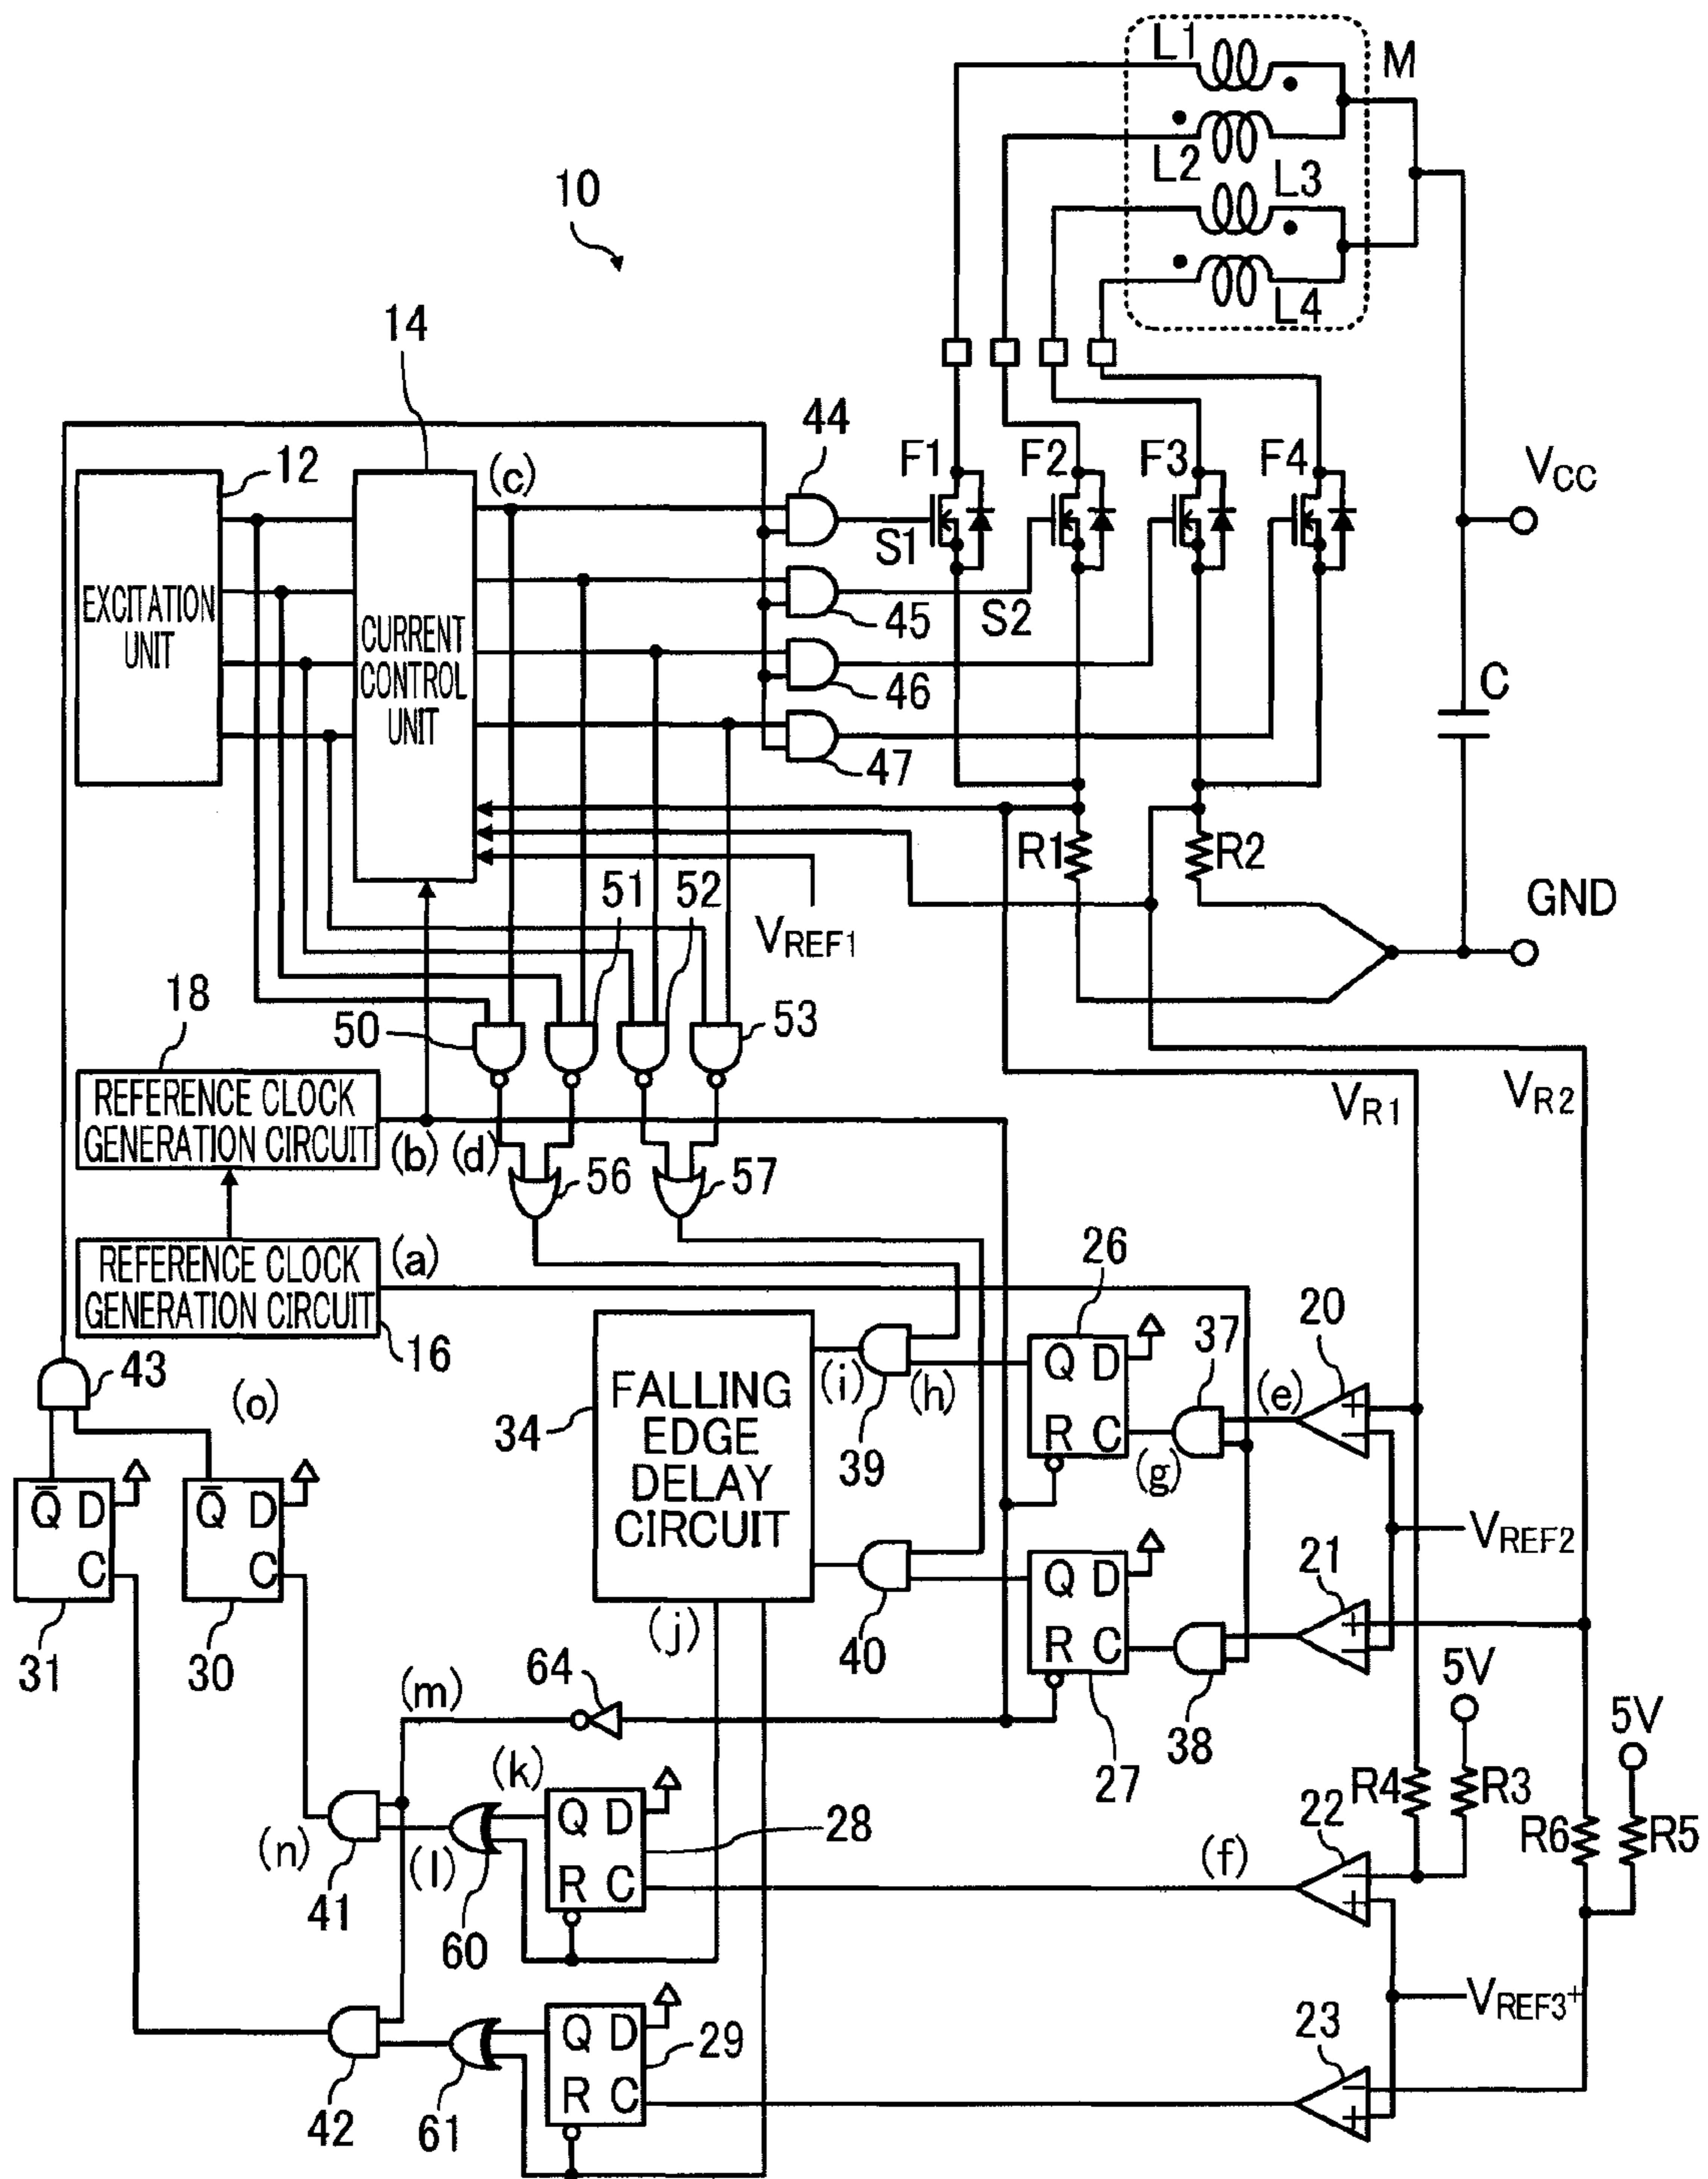 L1
M
L2
L3
L4
10
14
12
(c)
44
F1
F2
F3
F4
VCC
S1
EXCITATION
UNIT
CURRENT
CONTROL
UNIT
45
S2
46
C
47
R1
R2
51
52
VREF1
GND
18
50
53
REFERENCE CLOCK
GENERATION CIRCUIT
(b)
(d)
VR1
VR2
56
57
REFERENCE CLOCK
GENERATION CIRCUIT
(a)
16
26
20
37
43
(o)
34
FALLING
EDGE
DELAY
CIRCUIT
(i)
(h)
39
Q D
R C
(g)
(e)
+
−
Q̅ D
C
Q̅ D
C
VREF2
21
31
30
(j)
40
Q D
R C
+
−
5V
5V
(m)
64
38
27
R4
R3
(k)
22
R6
R5
(n)
(l)
Q D
R C
28
(f)
−
+
41
60
VREF3+
23
Q D
R C
29
−
+
42
61